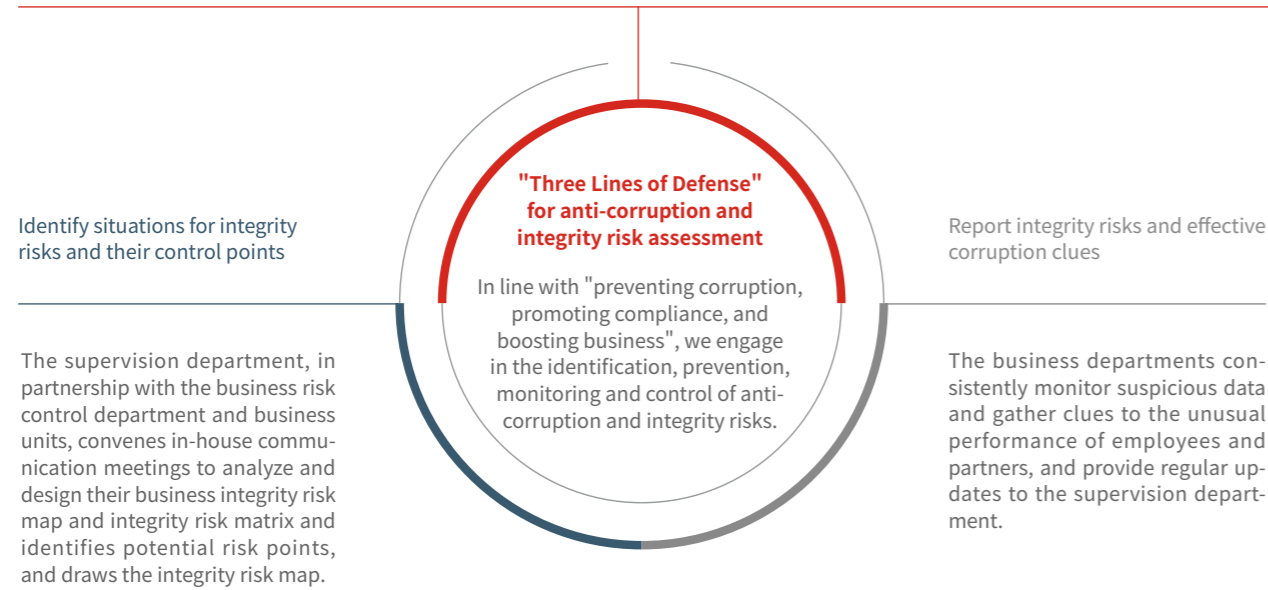 "Three Lines of Defense"
for anti-corruption and
integrity risk assessment
In line with "preventing corruption,
promoting compliance, and
boosting business", we engage
in the identification, prevention,
monitoring and control of anti-
corruption and integrity risks.
Identify situations for integrity
risks and their control points
The supervision department, in
partnership with the business risk
control department and business
units, convenes in-house commu-
nication meetings to analyze and
design their business integrity risk
map and integrity risk matrix and
identifies potential risk points,
and draws the integrity risk map.
Report integrity risks and effective
corruption clues
The business departments con-
sistently monitor suspicious data
and gather clues to the unusual
performance of employees and
partners, and provide regular up-
dates to the supervision depart-
ment.